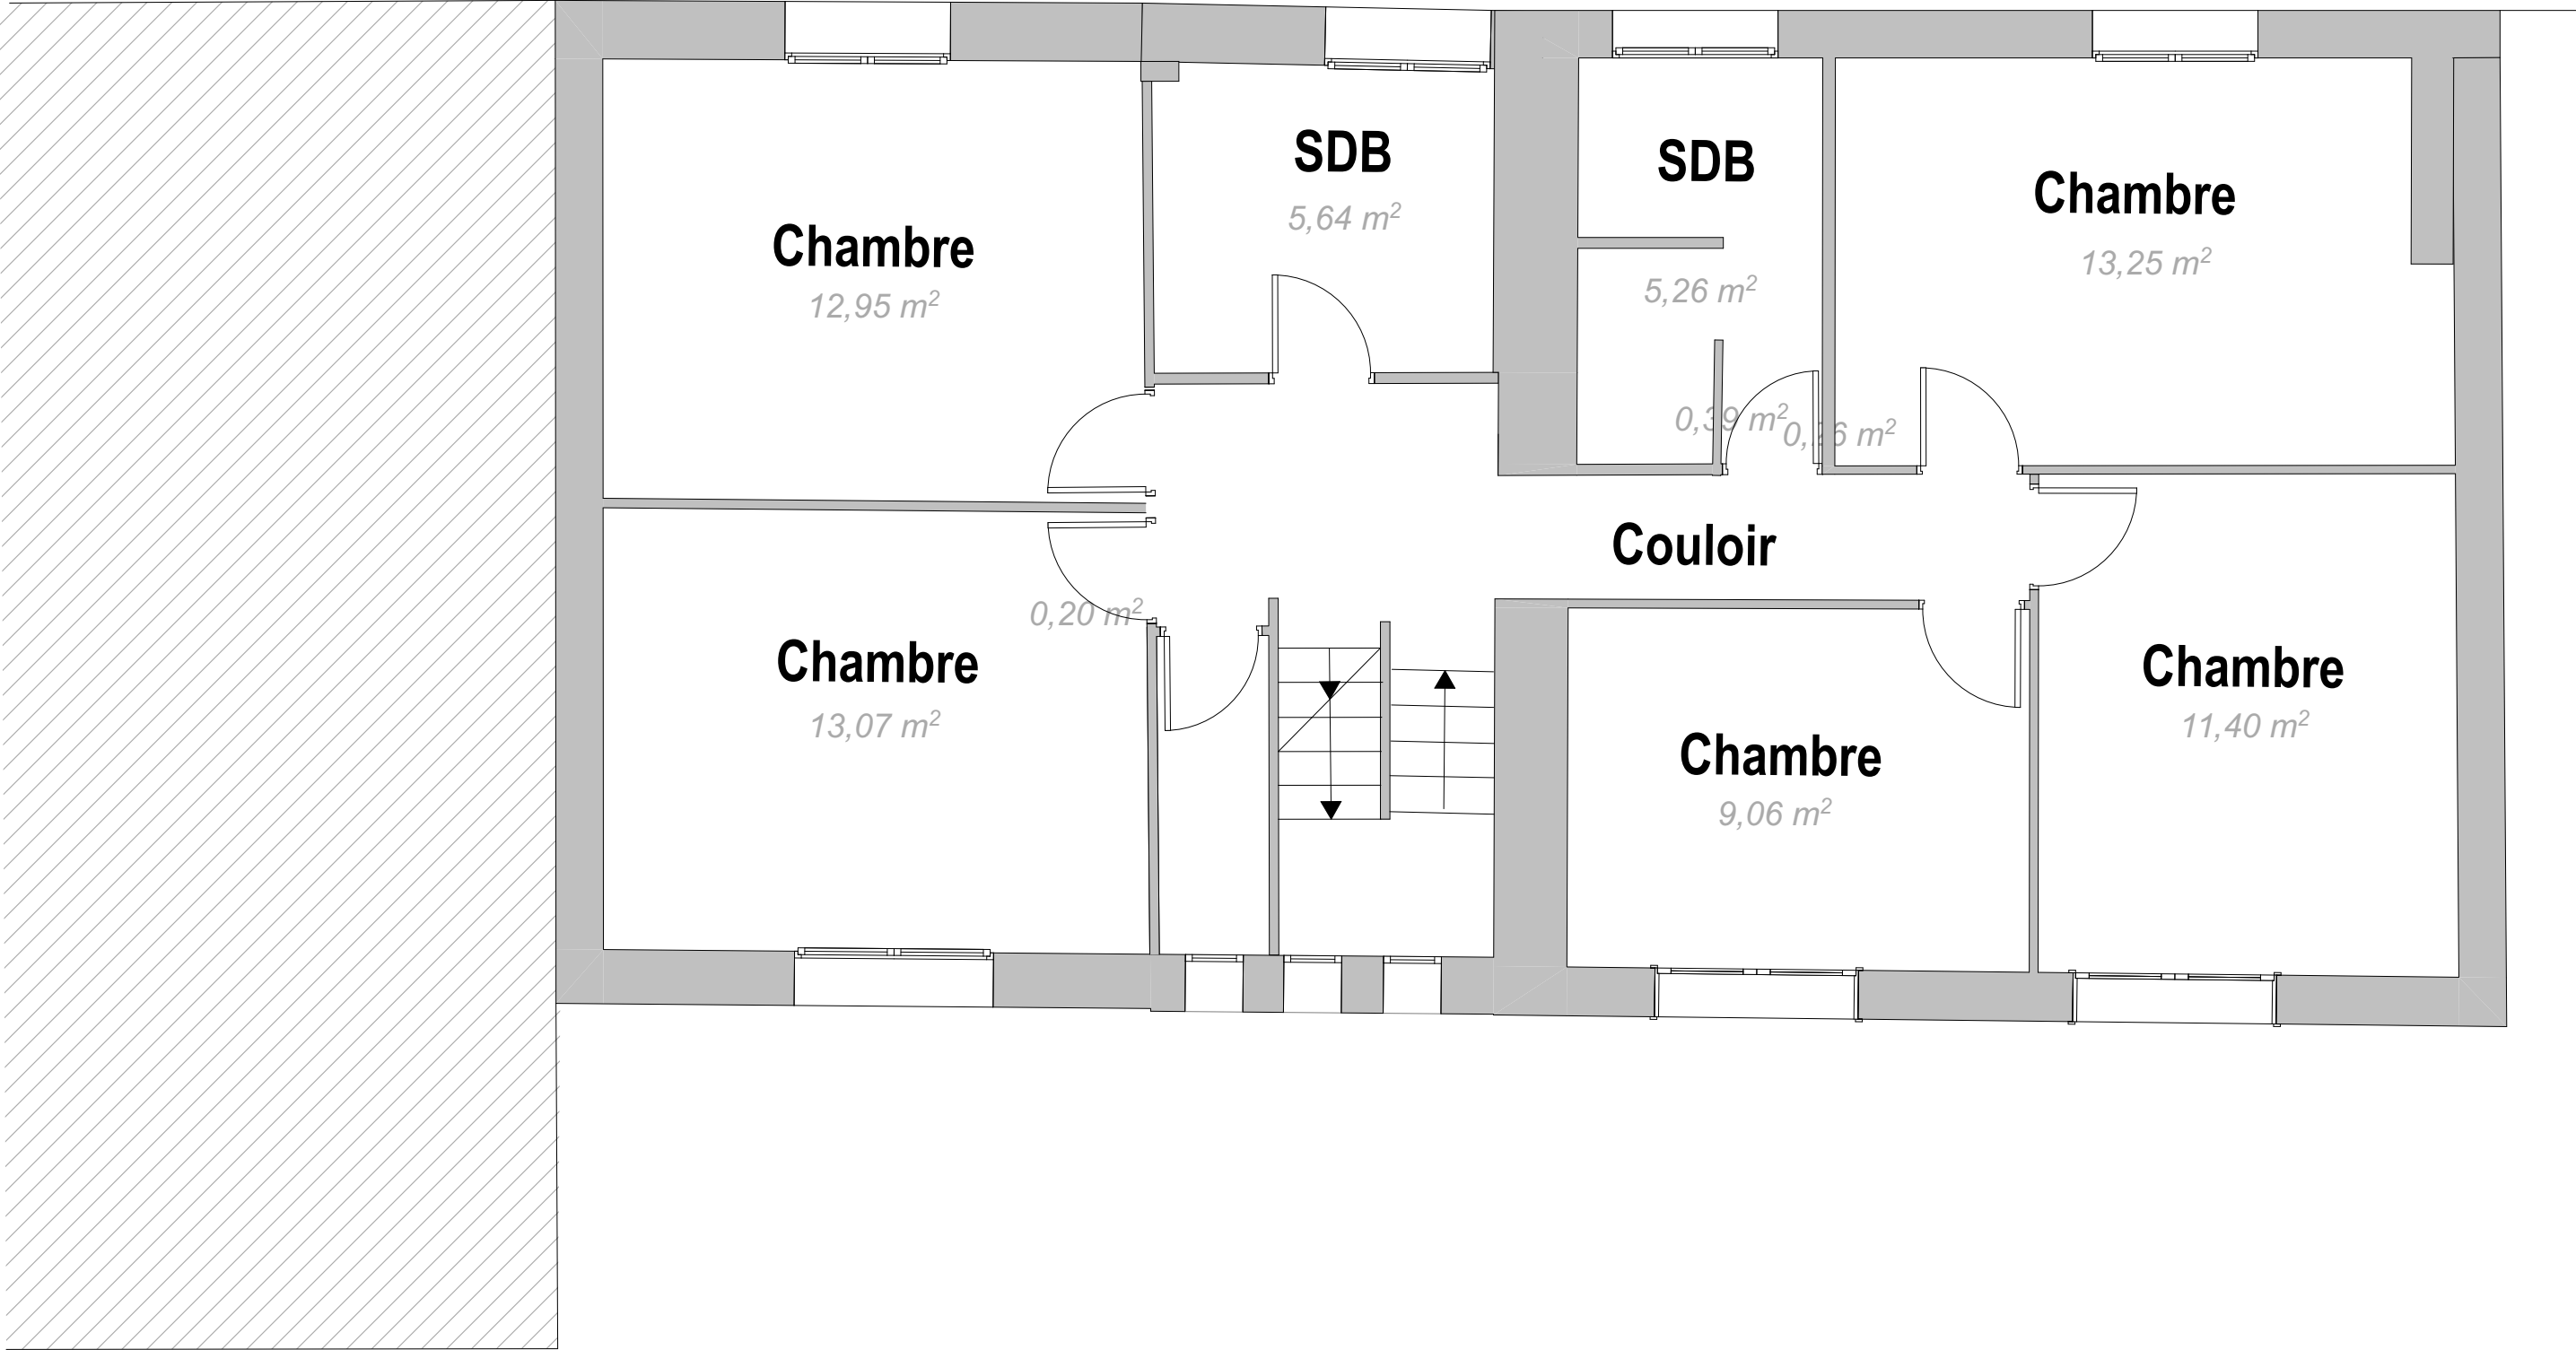 Chambre
12,95 m²
SDB
5,64 m²
SDB
5,26 m²
Chambre
13,25 m²
0,39 m²
Couloir
Chambre
13,07 m²
0,20 m²
Chambre
9,06 m²
Chambre
11,40 m²